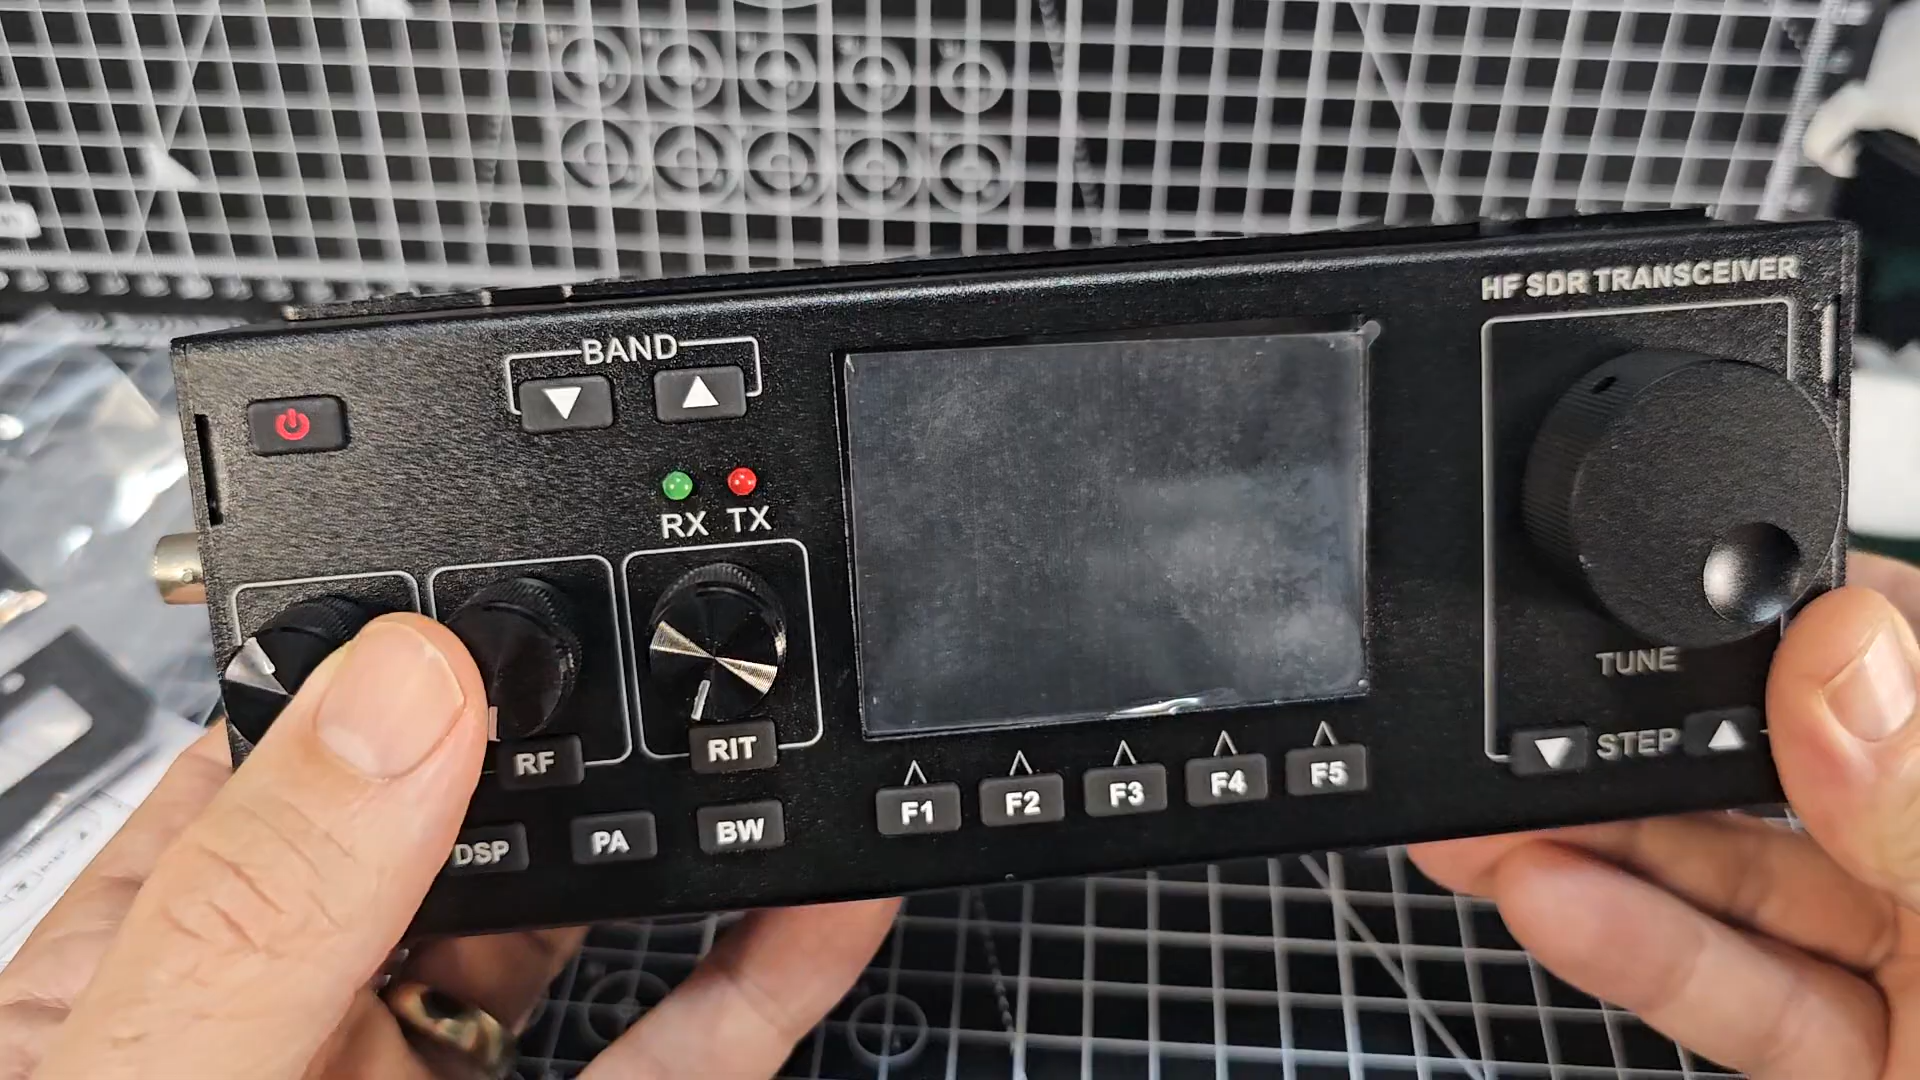 HF SDR TRANSCEIVER
BAND
RX TX
TUNE
RF
RIT
STEP
F1 F2 F3 F4 F5
DSP PA BW